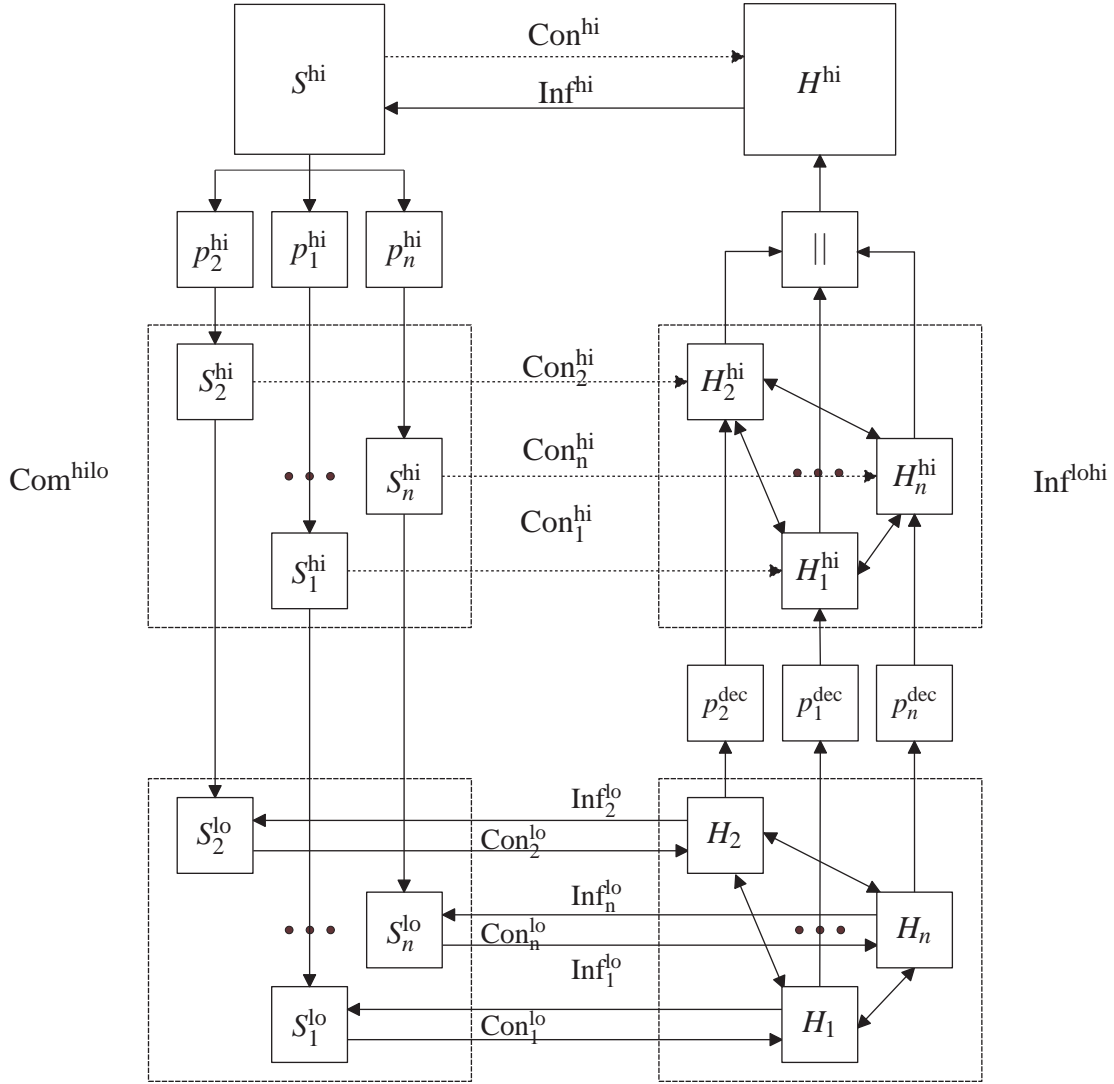 S^hi Con^hi H^hi
Inf^hi
p_2^hi p_1^hi p_n^hi ||
S_2^hi Con_2^hi H_2^hi
Com^hilo S_n^hi Con_n^hi H_n^hi Inf^lohi
S_1^hi Con_1^hi H_1^hi
p_2^dec p_1^dec p_n^dec
S_2^lo Inf_2^lo H_2
Con_2^lo
S_n^lo Inf_n^lo H_n
Con_n^lo
S_1^lo Inf_1^lo H_1
Con_1^lo